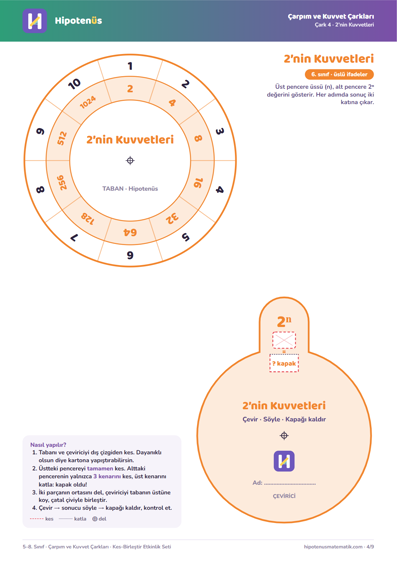 Hipotenüs
Çarpım ve Kuvvet Çarkları
Çark 4 · 2'nin Kuvvetleri
2'nin Kuvvetleri
6. sınıf · üslü ifadeler
Üst pencere üssü (n), alt pencere 2ⁿ
değerini gösterir. Her adımda sonuç iki
katına çıkar.
1
2
3
4
5
6
7
8
9
10
2
4
8
16
32
64
128
256
512
1024
2'nin Kuvvetleri
TABAN · Hipotenüs
2ⁿ
=
? kapak
2'nin Kuvvetleri
Çevir · Söyle · Kapağı kaldır
Ad:
ÇEVİRİCİ
Nasıl yapılır?
1. Tabanı ve çeviriciyi dış çizgiden kes. Dayanıklı
olsun diye kartona yapıştırabilirsin.
2. Üstteki pencereyi tamamen kes. Alttaki
pencerenin yalnızca 3 kenarını kes, üst kenarını
katla: kapak oldu!
3. İki parçanın ortasını del, çeviriciyi tabanın üstüne
koy, çatal çiviyle birleştir.
4. Çevir → sonucu söyle → kapağı kaldır, kontrol et.
kes katla del
5-8. Sınıf · Çarpım ve Kuvvet Çarkları · Kes-Birleştir Etkinlik Seti
hipotenusmatematik.com · 4/9